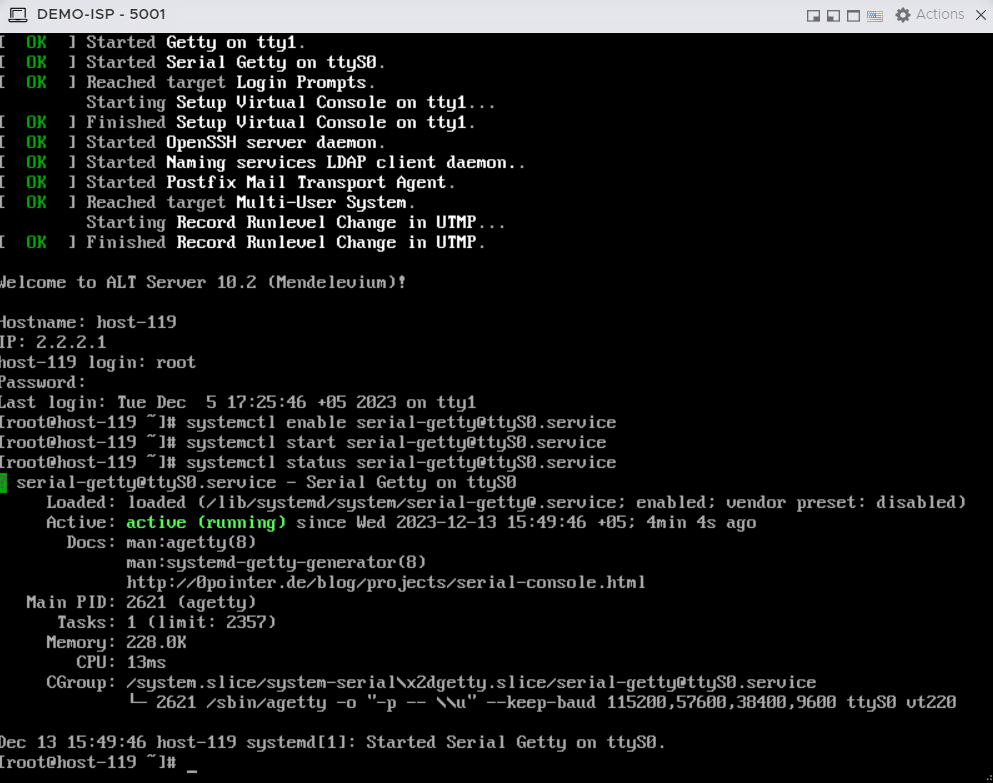 DEMO-ISP - 5001 Actions
[ OK ] Started Getty on tty1.
[ OK ] Started Serial Getty on ttyS0.
[ OK ] Reached target Login Prompts.
Starting Setup Virtual Console on tty1...
[ OK ] Finished Setup Virtual Console on tty1.
[ OK ] Started OpenSSH server daemon.
[ OK ] Started Naming services LDAP client daemon..
[ OK ] Started Postfix Mail Transport Agent.
[ OK ] Reached target Multi-User System.
Starting Record Runlevel Change in UTMP...
[ OK ] Finished Record Runlevel Change in UTMP.
Welcome to ALT Server 10.2 (Mendelevium)!
Hostname: host-119
IP: 2.2.2.1
host-119 login: root
Password:
Last login: Tue Dec  5 17:25:46 +05 2023 on tty1
[root@host-119 ~]# systemctl enable serial-getty@ttyS0.service
[root@host-119 ~]# systemctl start serial-getty@ttyS0.service
[root@host-119 ~]# systemctl status serial-getty@ttyS0.service
serial-getty@ttyS0.service - Serial Getty on ttyS0
Loaded: loaded (/lib/systemd/system/serial-getty@.service; enabled; vendor preset: disabled)
Active: active (running) since Wed 2023-12-13 15:49:46 +05; 4min 4s ago
Docs: man:agetty(8)
man:systemd-getty-generator(8)
http://0pointer.de/blog/projects/serial-console.html
Main PID: 2621 (agetty)
Tasks: 1 (limit: 2357)
Memory: 228.0K
CPU: 13ms
CGroup: /system.slice/system-serial\x2dgetty.slice/serial-getty@ttyS0.service
└─ 2621 /sbin/agetty -o "-p -- \\u" --keep-baud 115200,57600,38400,9600 ttyS0 vt220
Dec 13 15:49:46 host-119 systemd[1]: Started Serial Getty on ttyS0.
[root@host-119 ~]# _